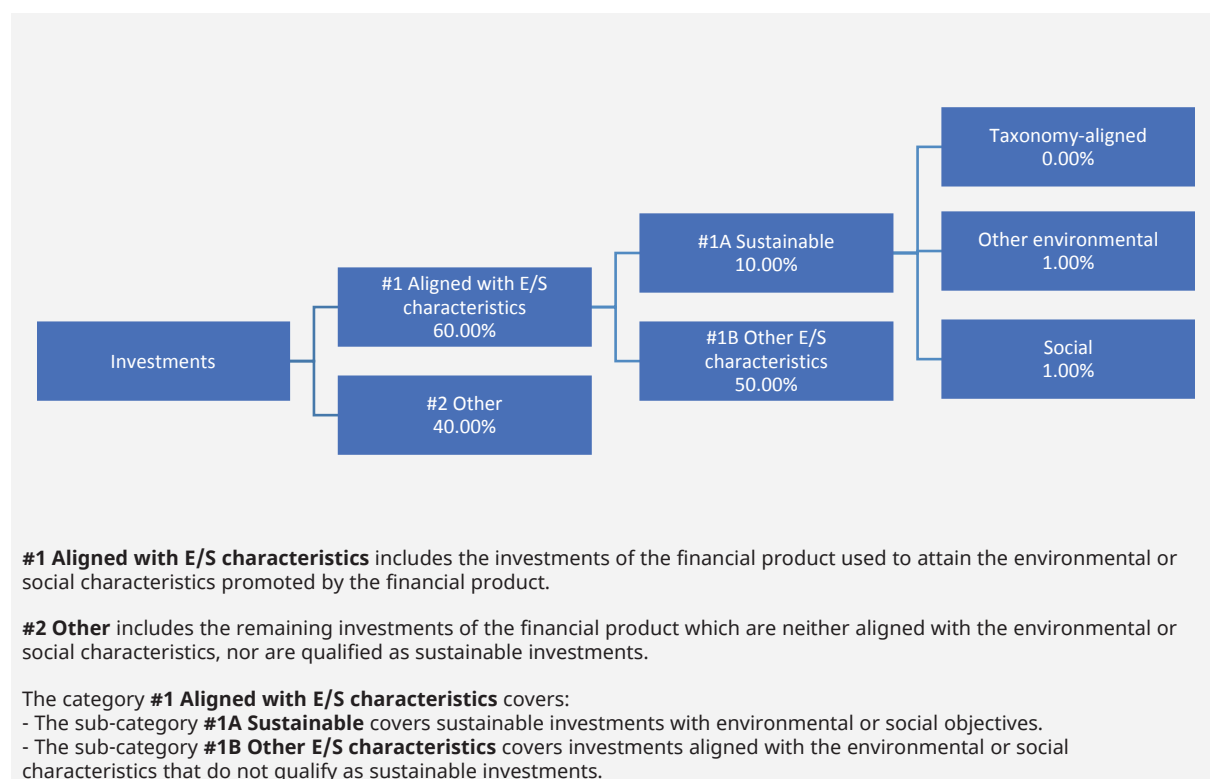 Investments
#1 Aligned with E/S
characteristics
60.00%
#2 Other
40.00%
#1A Sustainable
10.00%
#1B Other E/S
characteristics
50.00%
Taxonomy-aligned
0.00%
Other environmental
1.00%
Social
1.00%
#1 Aligned with E/S characteristics includes the investments of the financial product used to attain the environmental or
social characteristics promoted by the financial product.
#2 Other includes the remaining investments of the financial product which are neither aligned with the environmental or
social characteristics, nor are qualified as sustainable investments.
The category #1 Aligned with E/S characteristics covers:
- The sub-category #1A Sustainable covers sustainable investments with environmental or social objectives.
- The sub-category #1B Other E/S characteristics covers investments aligned with the environmental or social
characteristics that do not qualify as sustainable investments.